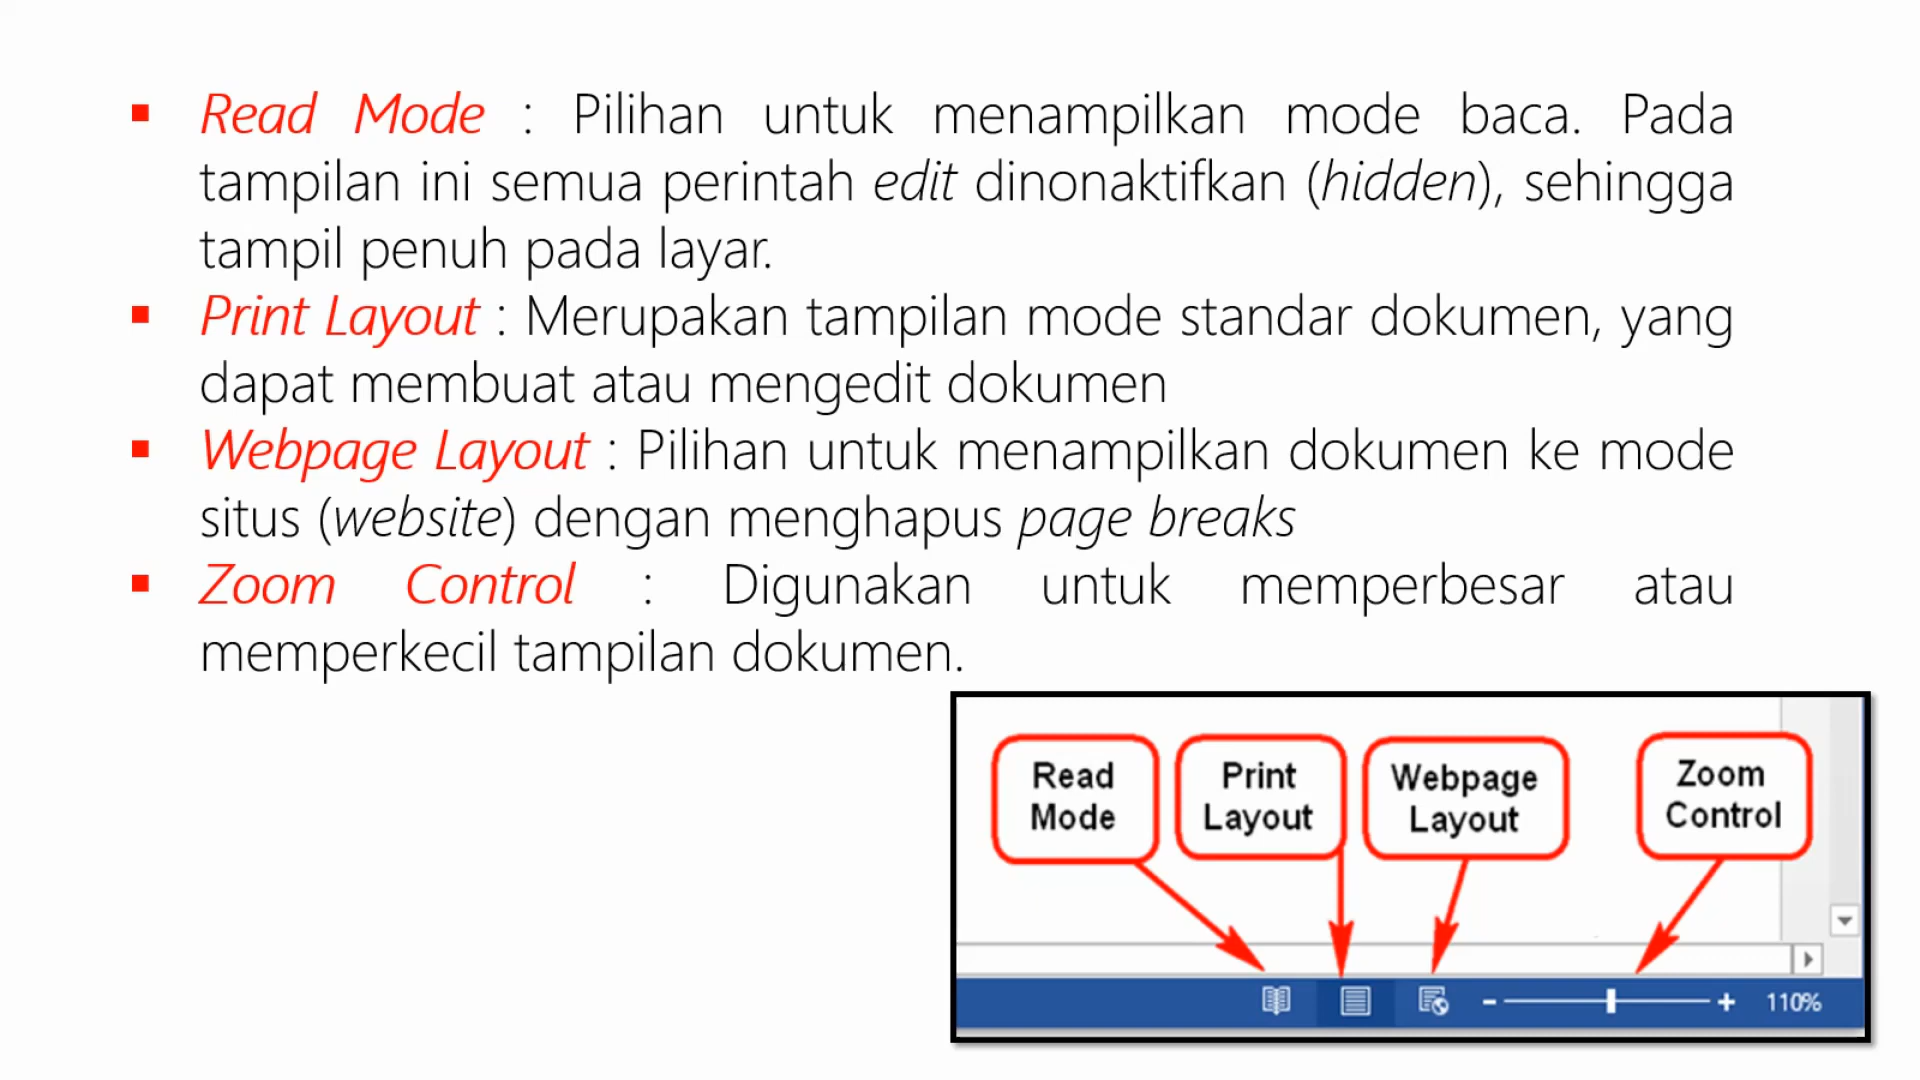 ▪ Read Mode : Pilihan untuk menampilkan mode baca. Pada
tampilan ini semua perintah edit dinonaktifkan (hidden), sehingga
tampil penuh pada layar.
▪ Print Layout : Merupakan tampilan mode standar dokumen, yang
dapat membuat atau mengedit dokumen
▪ Webpage Layout : Pilihan untuk menampilkan dokumen ke mode
situs (website) dengan menghapus page breaks
▪ Zoom Control : Digunakan untuk memperbesar atau
memperkecil tampilan dokumen.
Read
Mode
Print
Layout
Webpage
Layout
Zoom
Control
110%